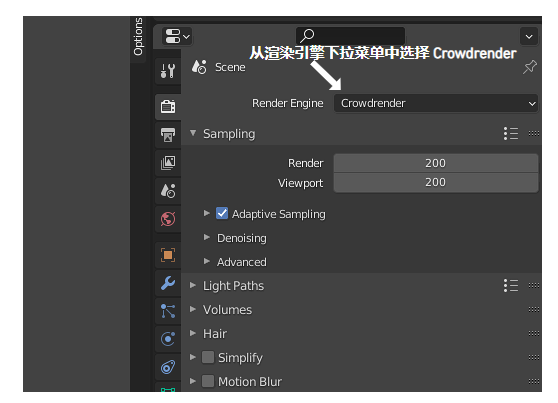 Options
从渲染引擎下拉菜单中选择 Crowdrender
Scene
Render Engine Crowdrender
Sampling
Render 200
Viewport 200
Adaptive Sampling
Denoising
Advanced
Light Paths
Volumes
Hair
Simplify
Motion Blur